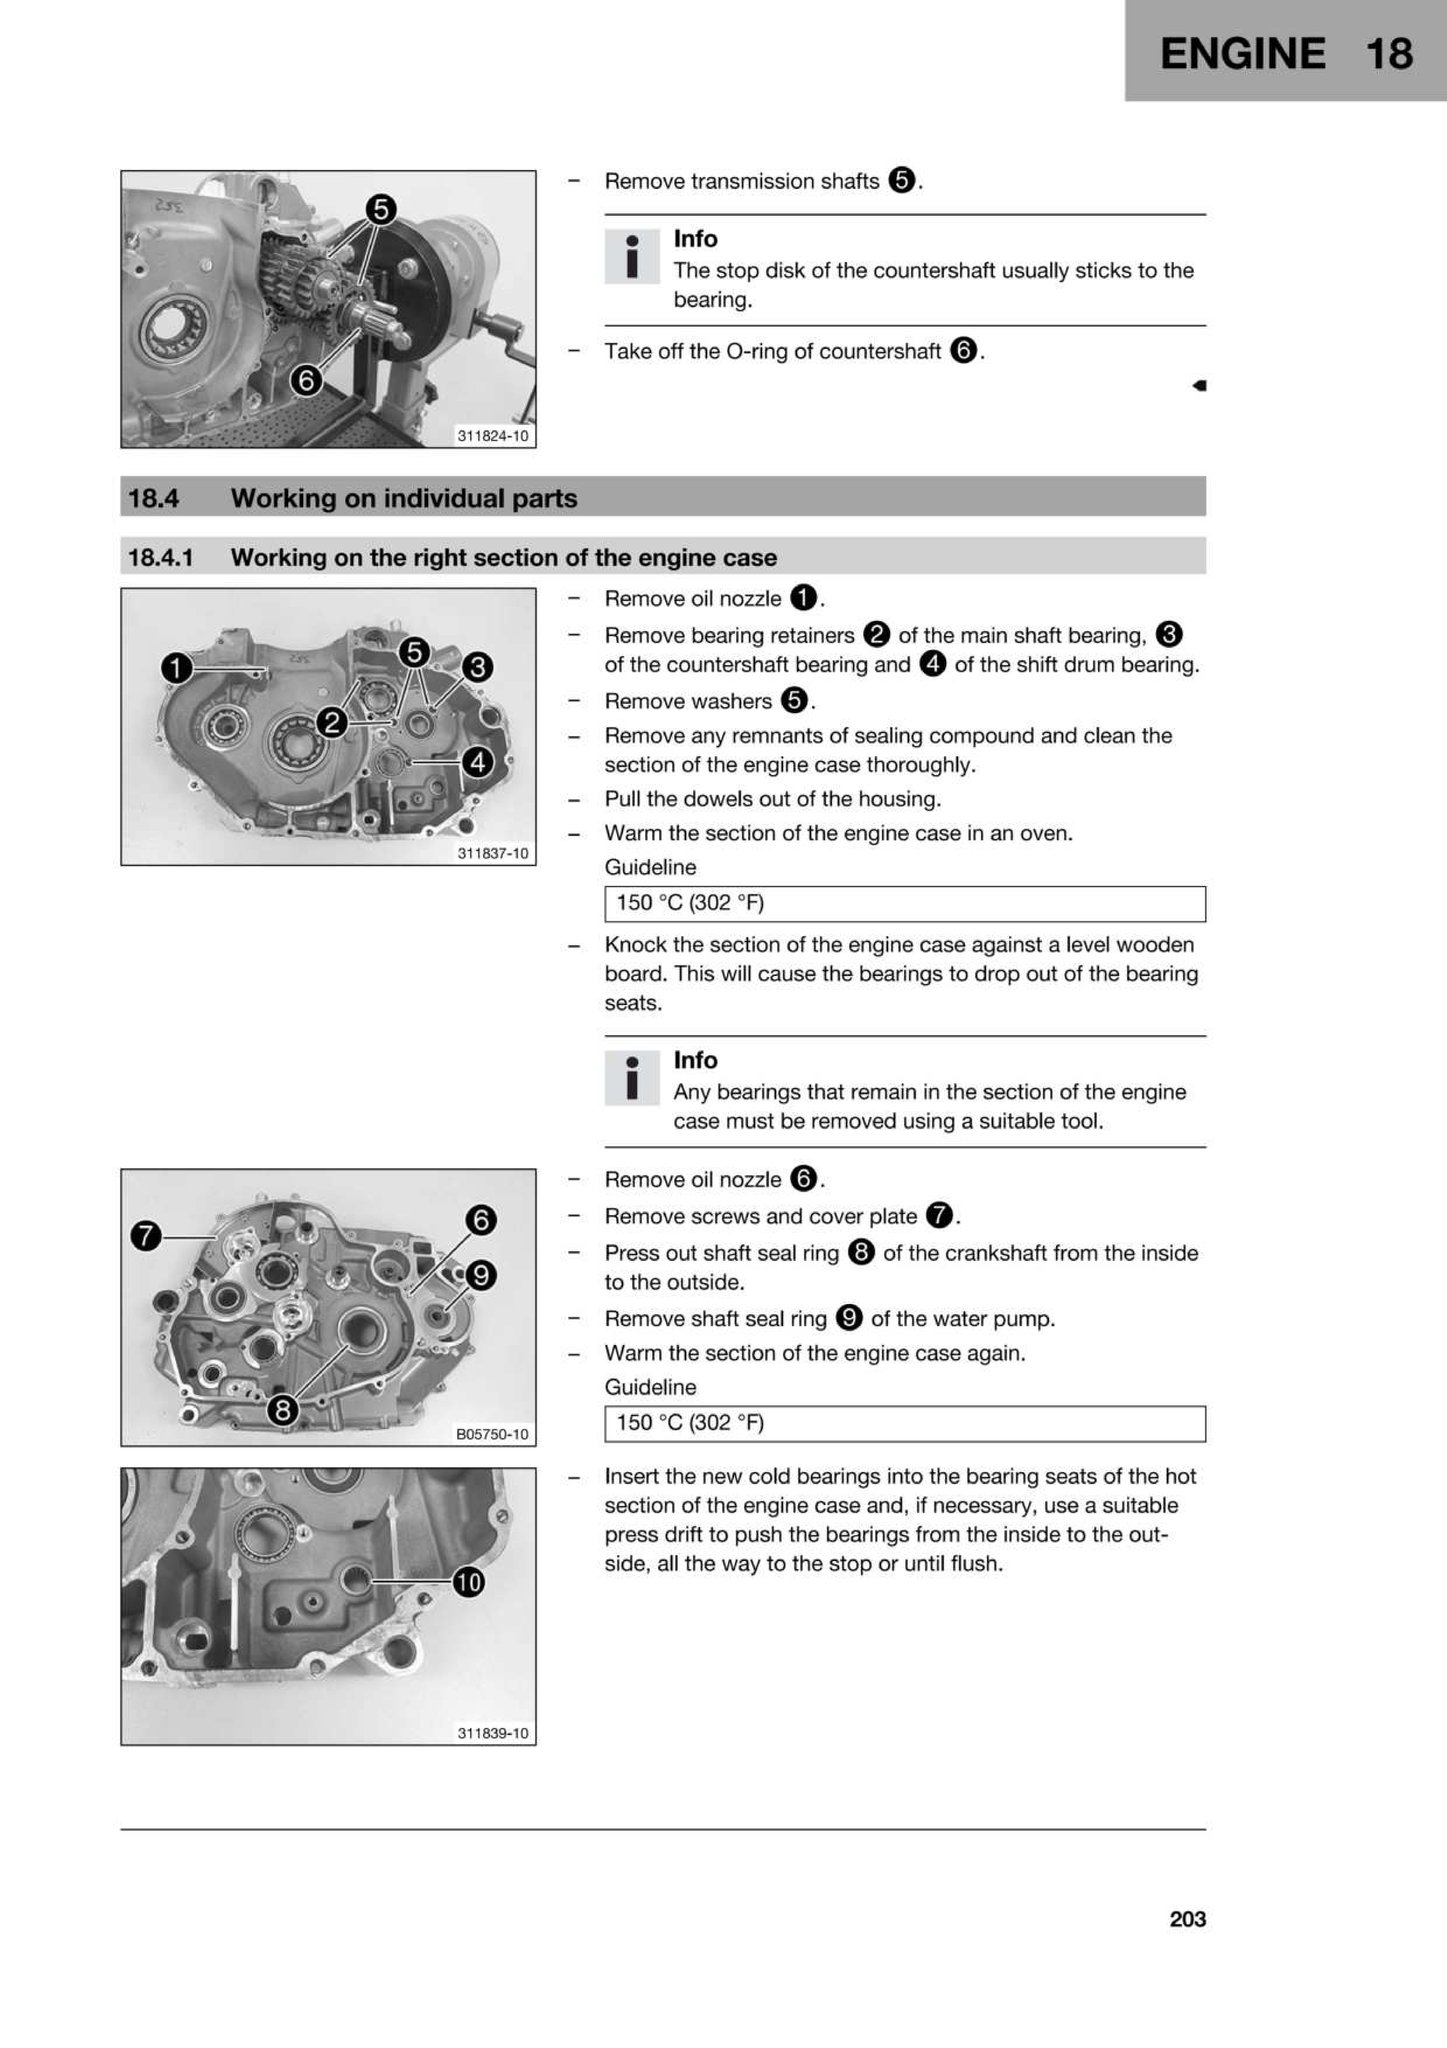 ENGINE 18
– Remove transmission shafts 5.
Info
The stop disk of the countershaft usually sticks to the
bearing.
– Take off the O-ring of countershaft 6.
5
6
311824-10
18.4 Working on individual parts
18.4.1 Working on the right section of the engine case
1
2
3
4
5
311837-10
– Remove oil nozzle 1.
– Remove bearing retainers 2 of the main shaft bearing, 3
of the countershaft bearing and 4 of the shift drum bearing.
– Remove washers 5.
– Remove any remnants of sealing compound and clean the
section of the engine case thoroughly.
– Pull the dowels out of the housing.
– Warm the section of the engine case in an oven.
Guideline
150 °C (302 °F)
– Knock the section of the engine case against a level wooden
board. This will cause the bearings to drop out of the bearing
seats.
Info
Any bearings that remain in the section of the engine
case must be removed using a suitable tool.
7
6
9
8
B05750-10
– Remove oil nozzle 6.
– Remove screws and cover plate 7.
– Press out shaft seal ring 8 of the crankshaft from the inside
to the outside.
– Remove shaft seal ring 9 of the water pump.
– Warm the section of the engine case again.
Guideline
150 °C (302 °F)
10
311839-10
– Insert the new cold bearings into the bearing seats of the hot
section of the engine case and, if necessary, use a suitable
press drift to push the bearings from the inside to the out-
side, all the way to the stop or until flush.
203